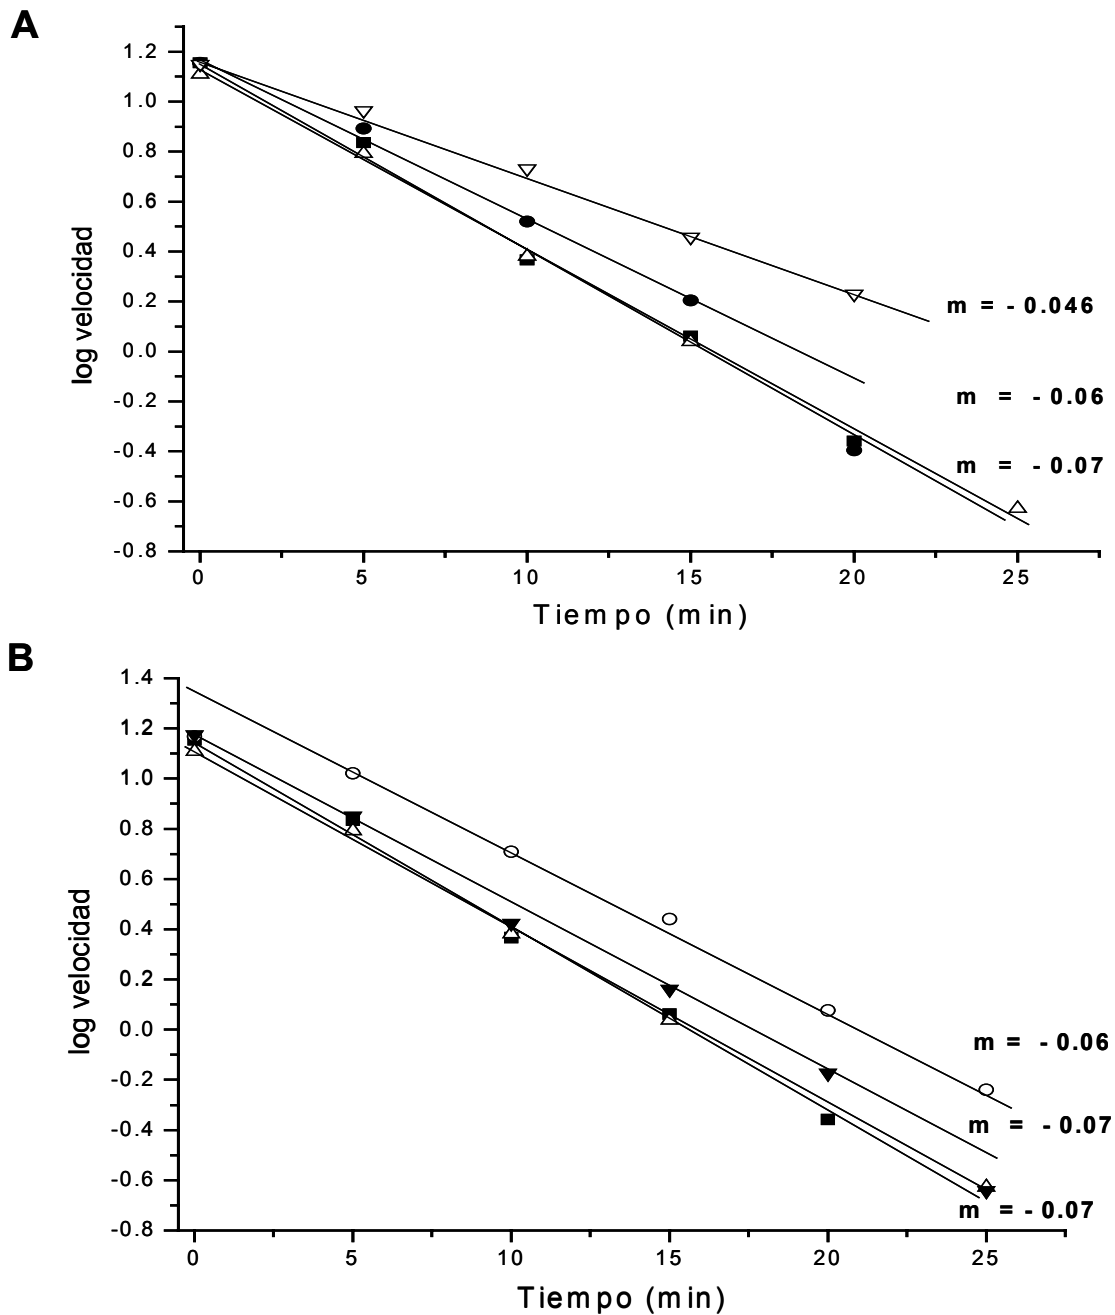 A
log velocidad
1.2
1.0
0.8
0.6
0.4
0.2
0.0
-0.2
-0.4
-0.6
-0.8
m = - 0.046
m = - 0.06
m = - 0.07
0 5 10 15 20 25
Tiempo (min)
B
log velocidad
1.4
1.2
1.0
0.8
0.6
0.4
0.2
0.0
-0.2
-0.4
-0.6
-0.8
m = - 0.06
m = - 0.07
m = - 0.07
0 5 10 15 20 25
Tiempo (min)